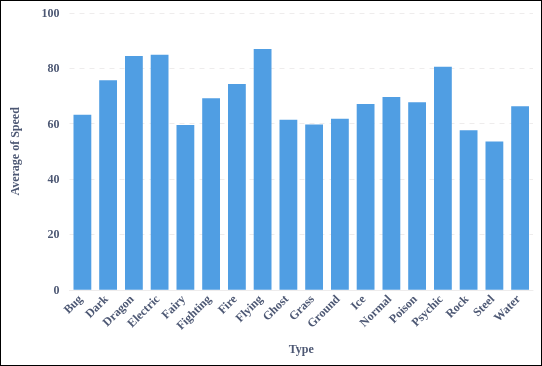 100
80
60
40
20
0
Average of Speed
Bug
Dark
Dragon
Electric
Fairy
Fighting
Fire
Flying
Ghost
Grass
Ground
Ice
Normal
Poison
Psychic
Rock
Steel
Water
Type